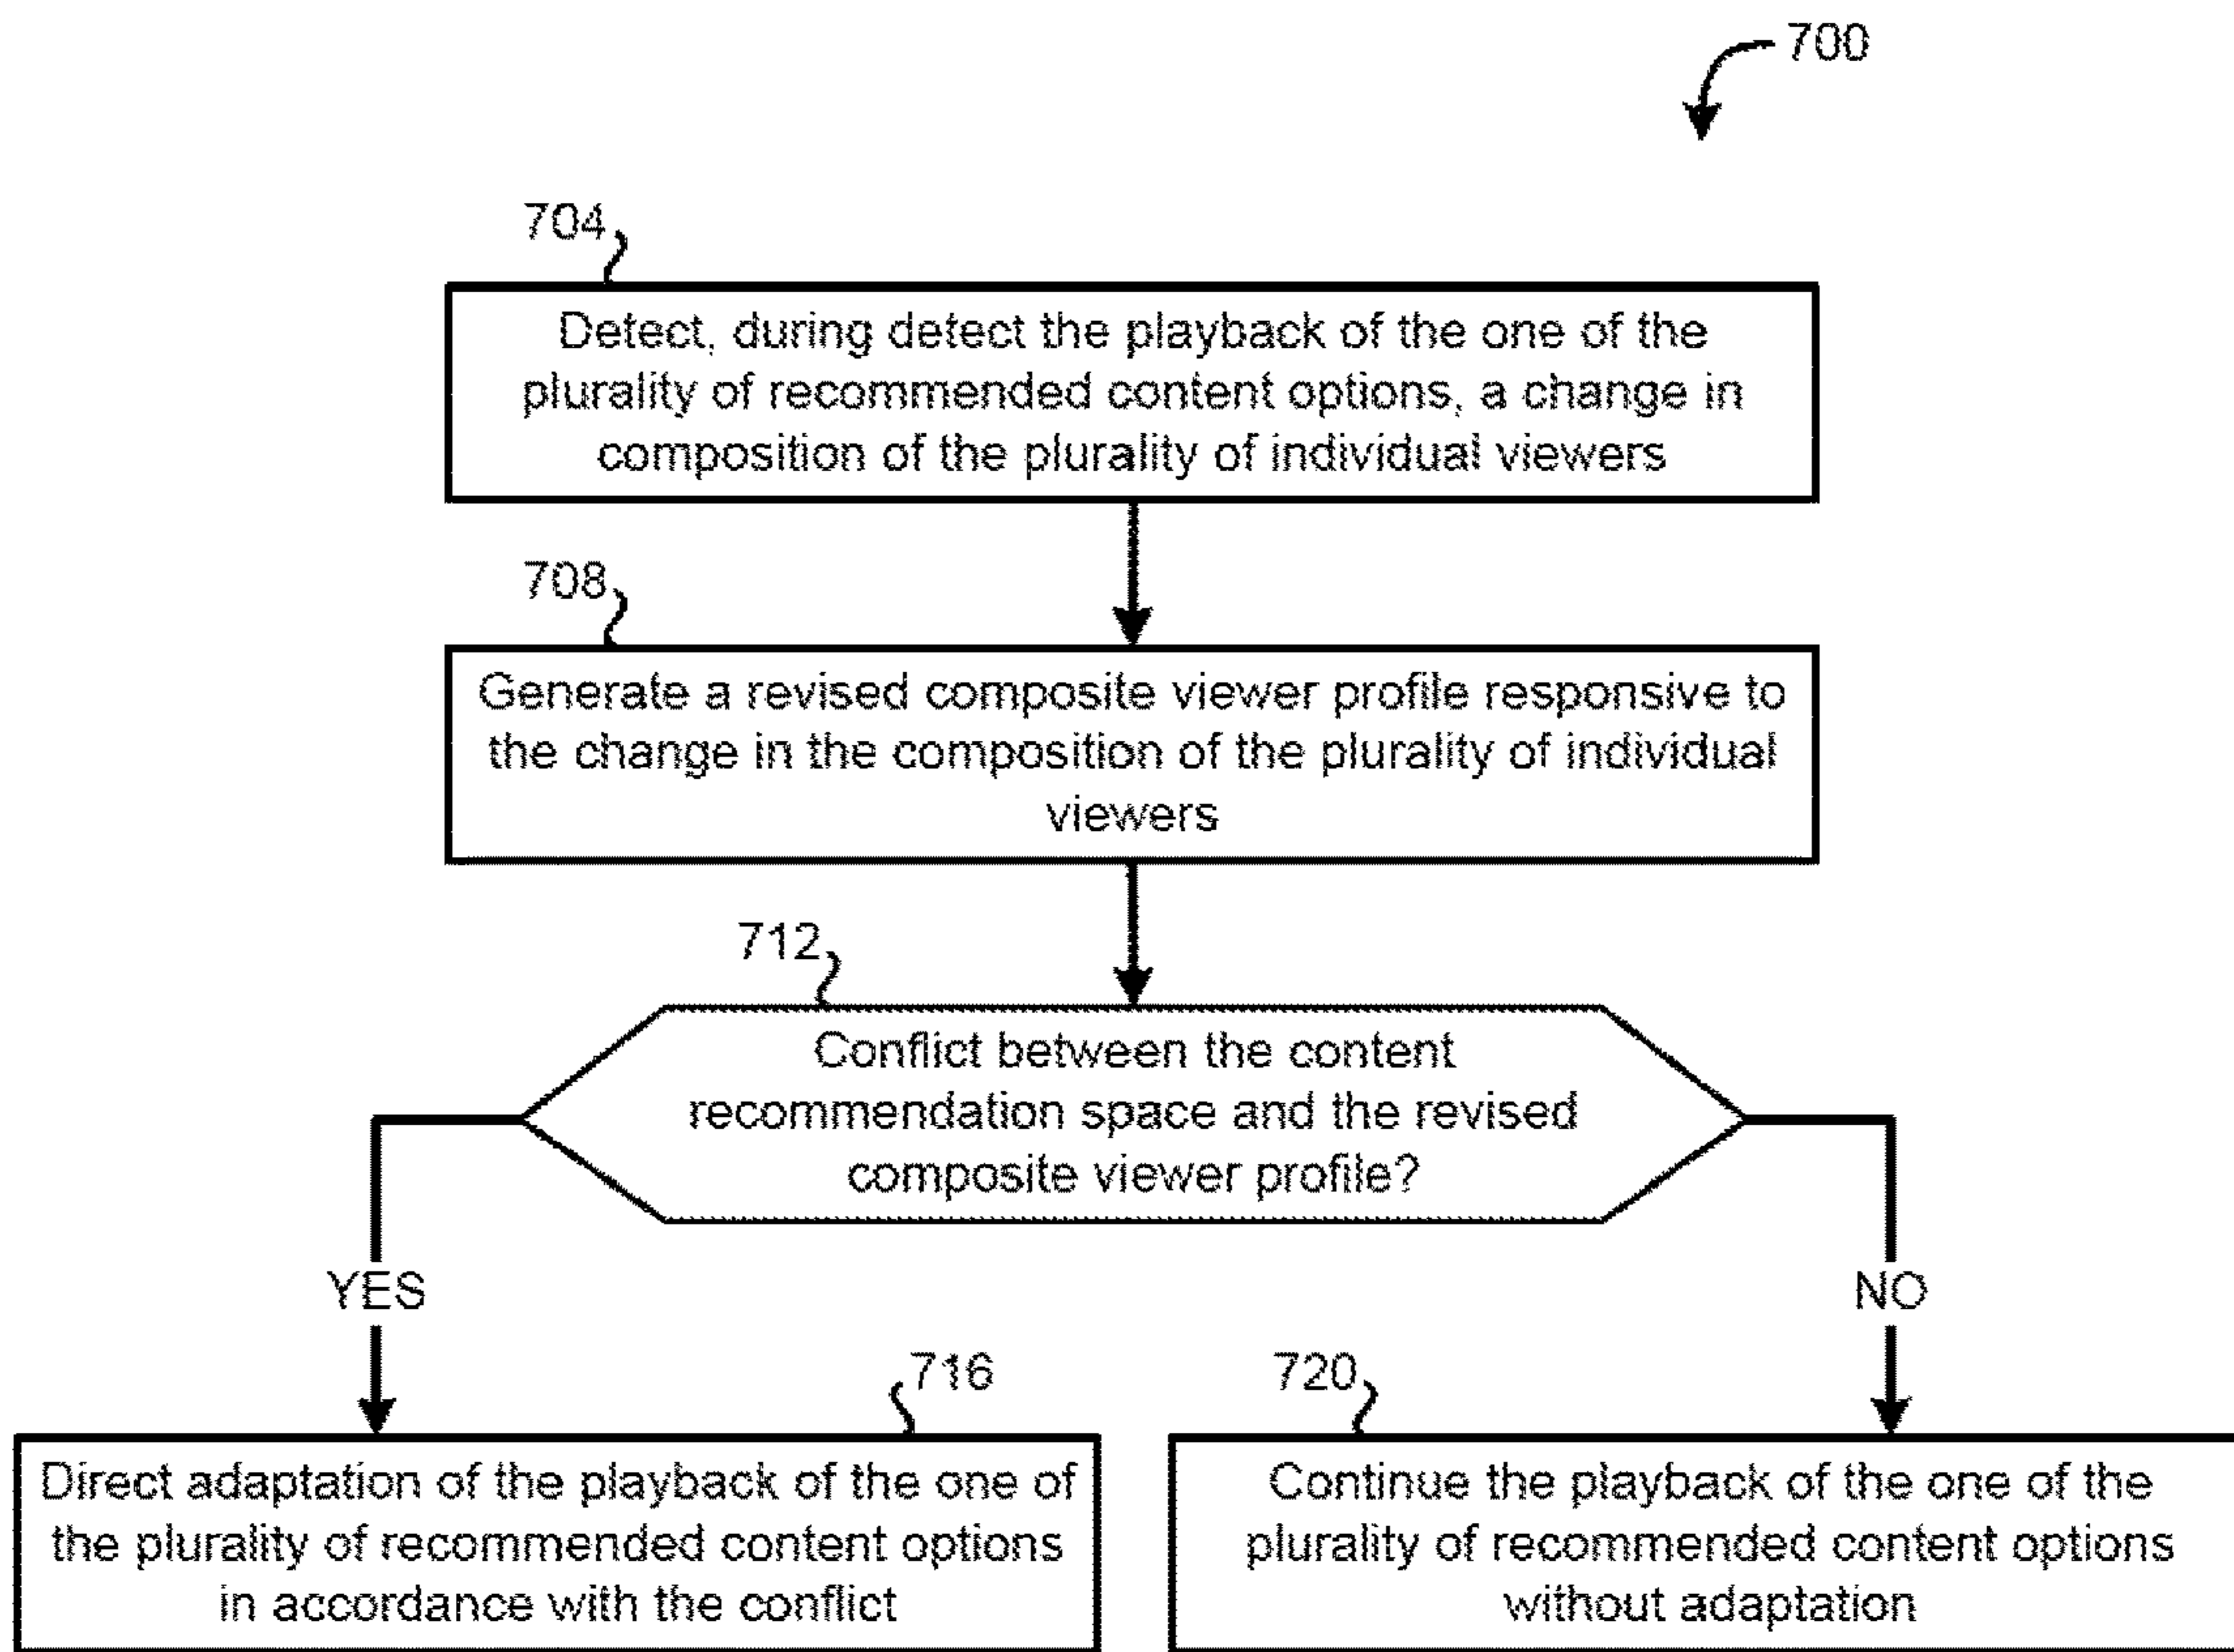 700
704
Detect, during detect the playback of the one of the
plurality of recommended content options, a change in
composition of the plurality of individual viewers
708
Generate a revised composite viewer profile responsive to
the change in the composition of the plurality of individual
viewers
712
Conflict between the content
recommendation space and the revised
composite viewer profile?
YES
NO
716
720
Direct adaptation of the playback of the one of
the plurality of recommended content options
in accordance with the conflict
Continue the playback of the one of the
plurality of recommended content options
without adaptation